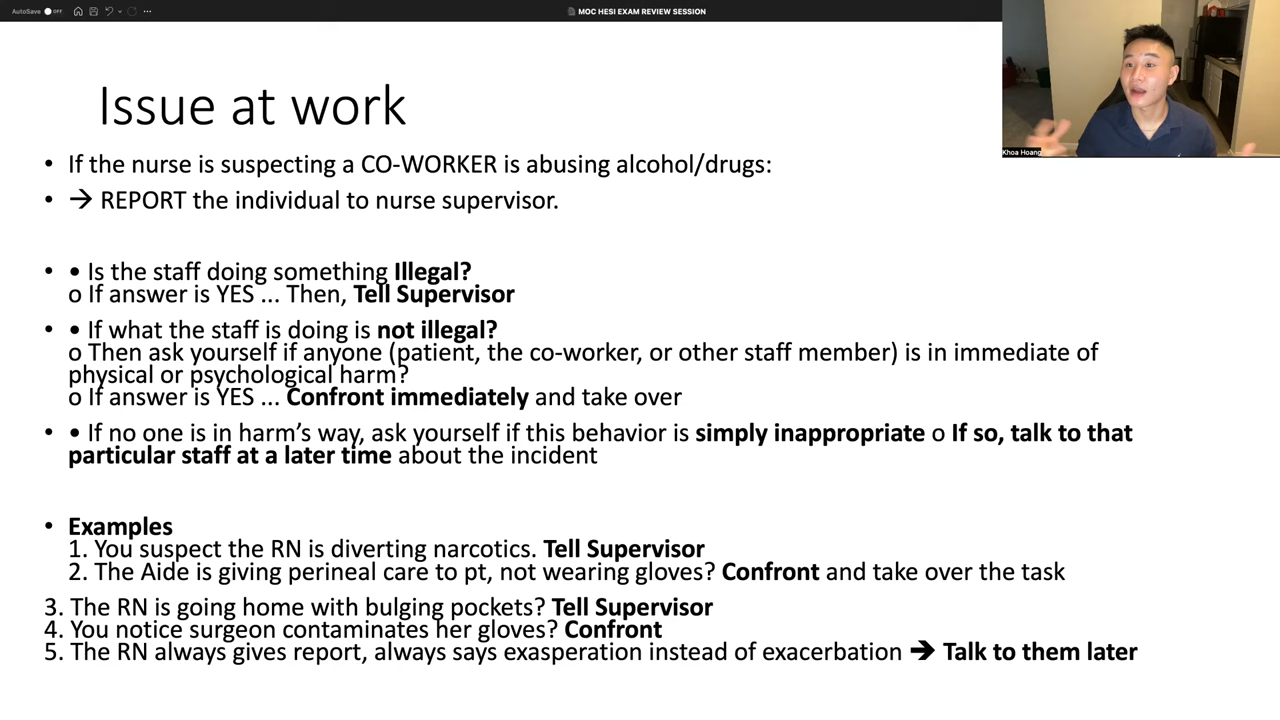 AutoSave OFF
MOC HESI EXAM REVIEW SESSION
Khoa Hoang
Issue at work
• If the nurse is suspecting a CO-WORKER is abusing alcohol/drugs:
• → REPORT the individual to nurse supervisor.
• • Is the staff doing something Illegal?
o If answer is YES ... Then, Tell Supervisor
• • If what the staff is doing is not illegal?
o Then ask yourself if anyone (patient, the co-worker, or other staff member) is in immediate of
physical or psychological harm?
o If answer is YES ... Confront immediately and take over
• • If no one is in harm's way, ask yourself if this behavior is simply inappropriate o If so, talk to that
particular staff at a later time about the incident
• Examples
1. You suspect the RN is diverting narcotics. Tell Supervisor
2. The Aide is giving perineal care to pt, not wearing gloves? Confront and take over the task
3. The RN is going home with bulging pockets? Tell Supervisor
4. You notice surgeon contaminates her gloves? Confront
5. The RN always gives report, always says exasperation instead of exacerbation → Talk to them later